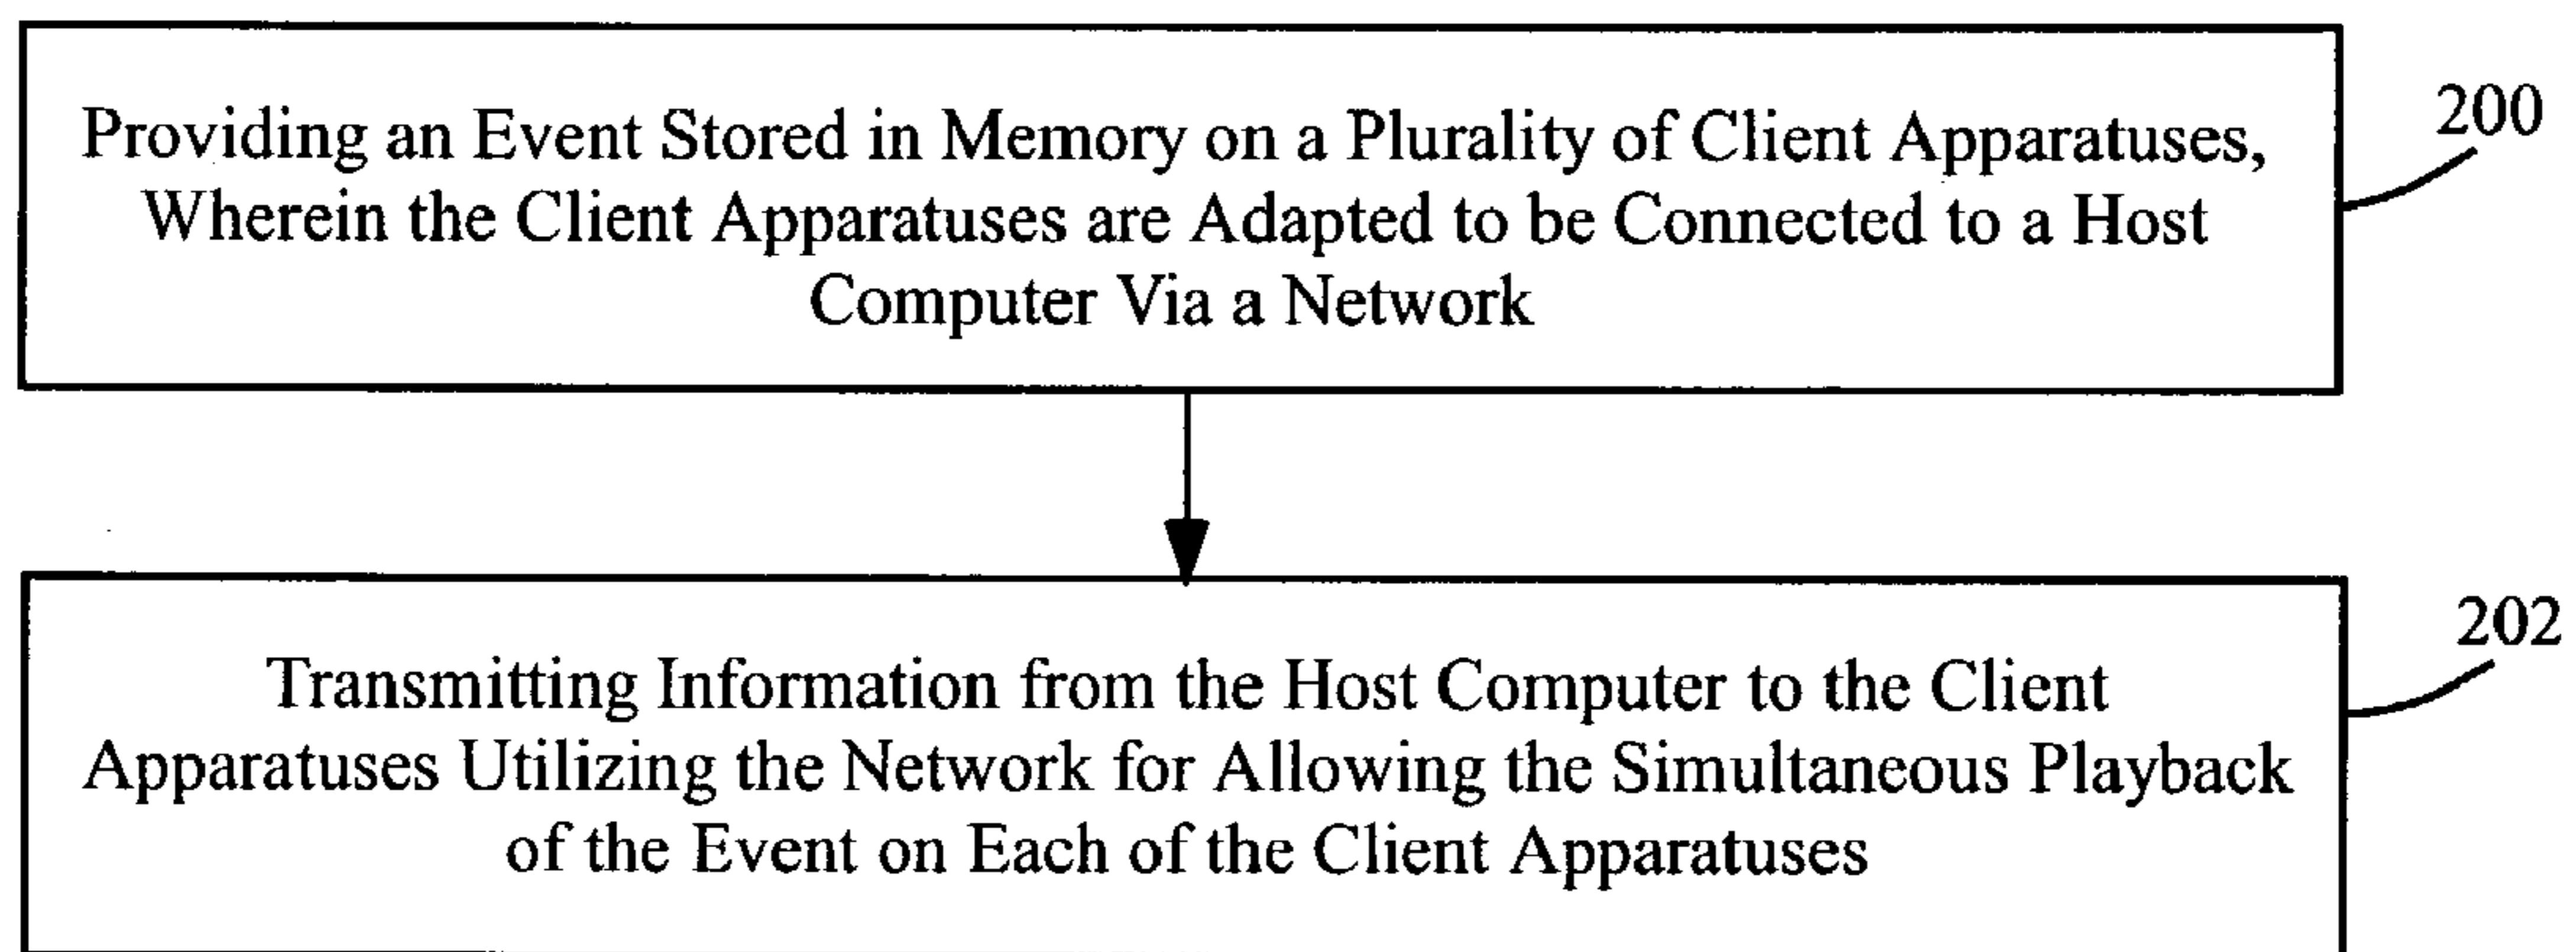 Providing an Event Stored in Memory on a Plurality of Client Apparatuses,
Wherein the Client Apparatuses are Adapted to be Connected to a Host
Computer Via a Network
200
Transmitting Information from the Host Computer to the Client
Apparatuses Utilizing the Network for Allowing the Simultaneous Playback
of the Event on Each of the Client Apparatuses
202